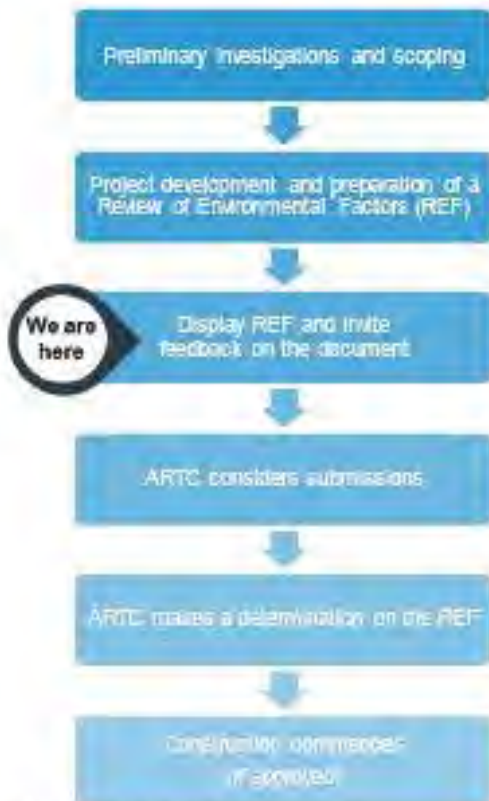 Preliminary investigations and scoping
Project development and preparation of a
Review of Environmental Factors (REF)
We are
here
Display REF and invite
feedback on the document
ARTC considers submissions
ARTC makes a determination on the REF
Construction commences
if approved